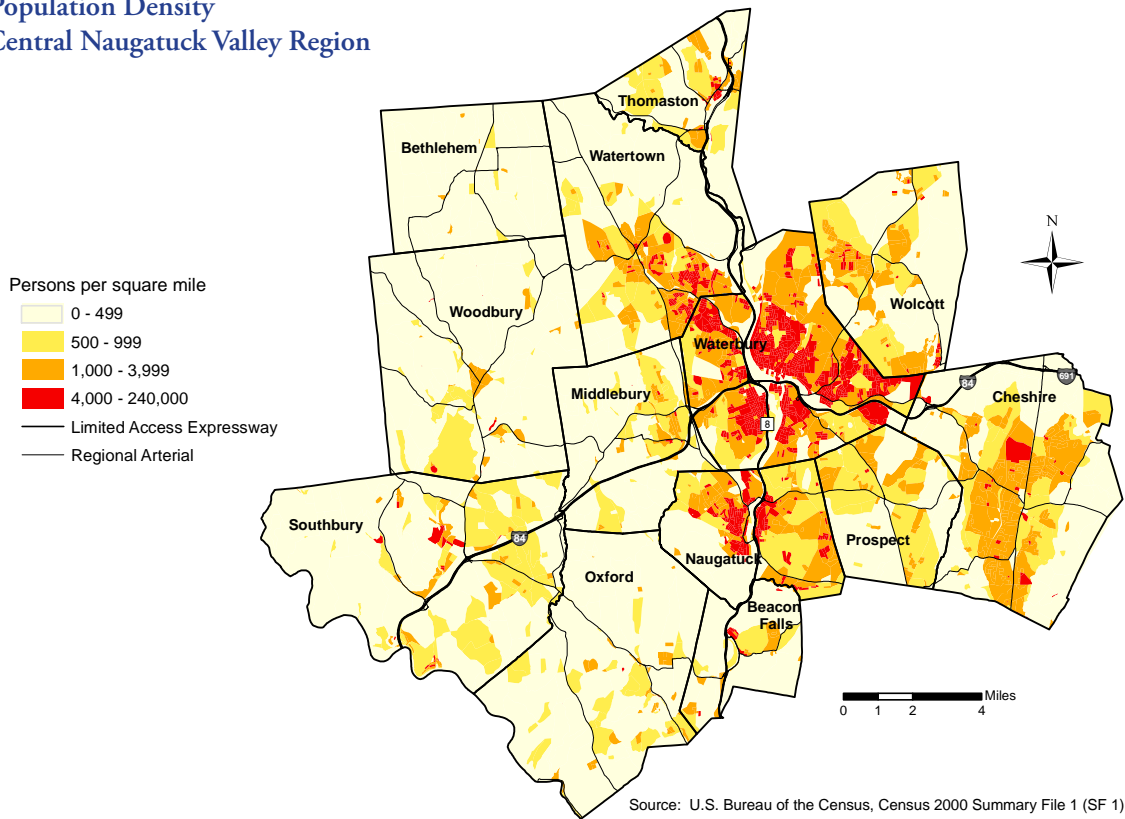 Population Density
Central Naugatuck Valley Region
Thomaston
Bethlehem
Watertown
N
Persons per square mile
0 - 499
500 - 999
1,000 - 3,999
4,000 - 240,000
Limited Access Expressway
Regional Arterial
Woodbury
Wolcott
Waterbury
Middlebury
84
691
Cheshire
8
Southbury
84
Prospect
Naugatuck
Oxford
Beacon
Falls
Miles
0 1 2 4
Source: U.S. Bureau of the Census, Census 2000 Summary File 1 (SF 1)